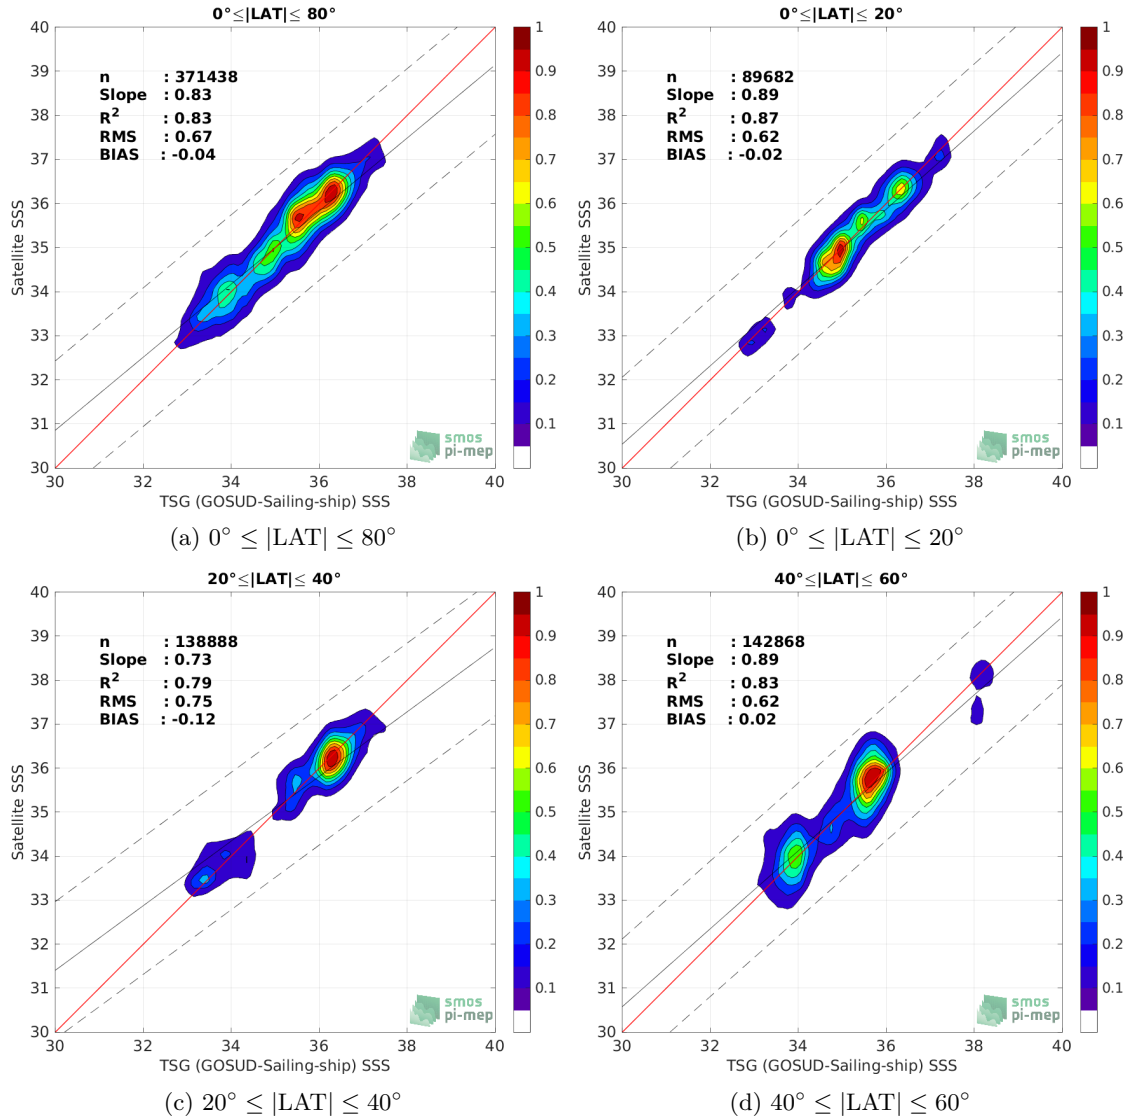 0°≤|LAT|≤ 80°
n : 371438
Slope : 0.83
R² : 0.83
RMS : 0.67
BIAS : -0.04
Satellite SSS
40
39
38
37
36
35
34
33
32
31
30
30 32 34 36 38 40
TSG (GOSUD-Sailing-ship) SSS
1
0.9
0.8
0.7
0.6
0.5
0.4
0.3
0.2
0.1
smos
pi-mep
(a) 0° ≤ |LAT| ≤ 80°
0°≤|LAT|≤ 20°
n : 89682
Slope : 0.89
R² : 0.87
RMS : 0.62
BIAS : -0.02
Satellite SSS
40
39
38
37
36
35
34
33
32
31
30
30 32 34 36 38 40
TSG (GOSUD-Sailing-ship) SSS
1
0.9
0.8
0.7
0.6
0.5
0.4
0.3
0.2
0.1
smos
pi-mep
(b) 0° ≤ |LAT| ≤ 20°
20°≤|LAT|≤ 40°
n : 138888
Slope : 0.73
R² : 0.79
RMS : 0.75
BIAS : -0.12
Satellite SSS
40
39
38
37
36
35
34
33
32
31
30
30 32 34 36 38 40
TSG (GOSUD-Sailing-ship) SSS
1
0.9
0.8
0.7
0.6
0.5
0.4
0.3
0.2
0.1
smos
pi-mep
(c) 20° ≤ |LAT| ≤ 40°
40°≤|LAT|≤ 60°
n : 142868
Slope : 0.89
R² : 0.83
RMS : 0.62
BIAS : 0.02
Satellite SSS
40
39
38
37
36
35
34
33
32
31
30
30 32 34 36 38 40
TSG (GOSUD-Sailing-ship) SSS
1
0.9
0.8
0.7
0.6
0.5
0.4
0.3
0.2
0.1
smos
pi-mep
(d) 40° ≤ |LAT| ≤ 60°